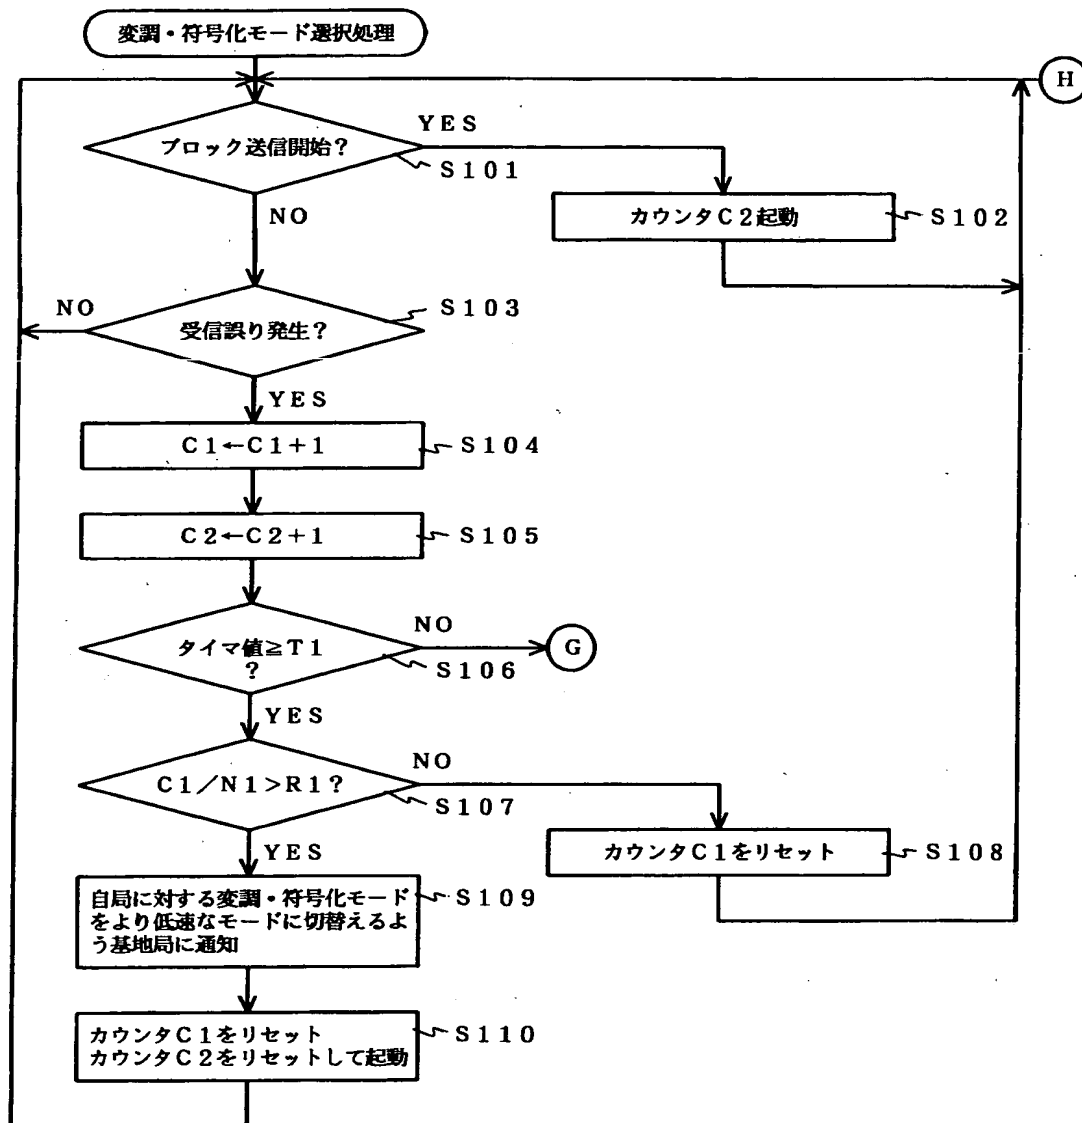 変調・符号化モード選択処理
H
ブロック送信開始?
YES
S101
NO
カウンタC2起動
S102
NO
受信誤り発生?
S103
YES
C1←C1+1
S104
C2←C2+1
S105
タイマ値≧T1
?
NO
S106
G
YES
C1/N1>R1?
NO
S107
YES
カウンタC1をリセット
S108
自局に対する変調・符号化モード
をより低速なモードに切替えるよ
う基地局に通知
S109
カウンタC1をリセット
カウンタC2をリセットして起動
S110